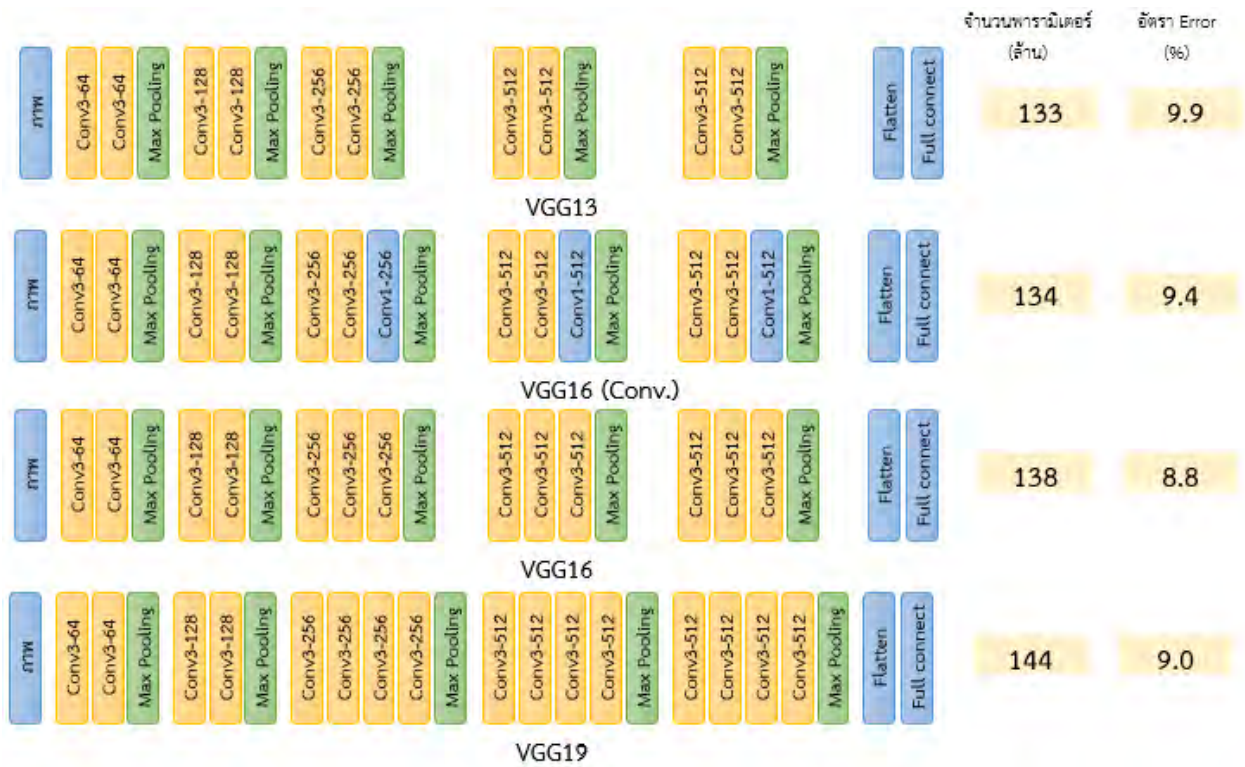 จำนวนพารามิเตอร์ อัตรา Error
(ล้าน) (%)
ภาพ Conv3-64 Conv3-64 Max Pooling Conv3-128 Conv3-128 Max Pooling Conv3-256 Conv3-256 Max Pooling Conv3-512 Conv3-512 Max Pooling Conv3-512 Conv3-512 Max Pooling Flatten Full connect 133 9.9
VGG13
ภาพ Conv3-64 Conv3-64 Max Pooling Conv3-128 Conv3-128 Max Pooling Conv3-256 Conv3-256 Conv1-256 Max Pooling Conv3-512 Conv3-512 Conv1-512 Max Pooling Conv3-512 Conv3-512 Conv1-512 Max Pooling Flatten Full connect 134 9.4
VGG16 (Conv.)
ภาพ Conv3-64 Conv3-64 Max Pooling Conv3-128 Conv3-128 Max Pooling Conv3-256 Conv3-256 Conv3-256 Max Pooling Conv3-512 Conv3-512 Conv3-512 Max Pooling Conv3-512 Conv3-512 Conv3-512 Max Pooling Flatten Full connect 138 8.8
VGG16
ภาพ Conv3-64 Conv3-64 Max Pooling Conv3-128 Conv3-128 Max Pooling Conv3-256 Conv3-256 Conv3-256 Conv3-256 Max Pooling Conv3-512 Conv3-512 Conv3-512 Conv3-512 Max Pooling Conv3-512 Conv3-512 Conv3-512 Conv3-512 Max Pooling Flatten Full connect 144 9.0
VGG19